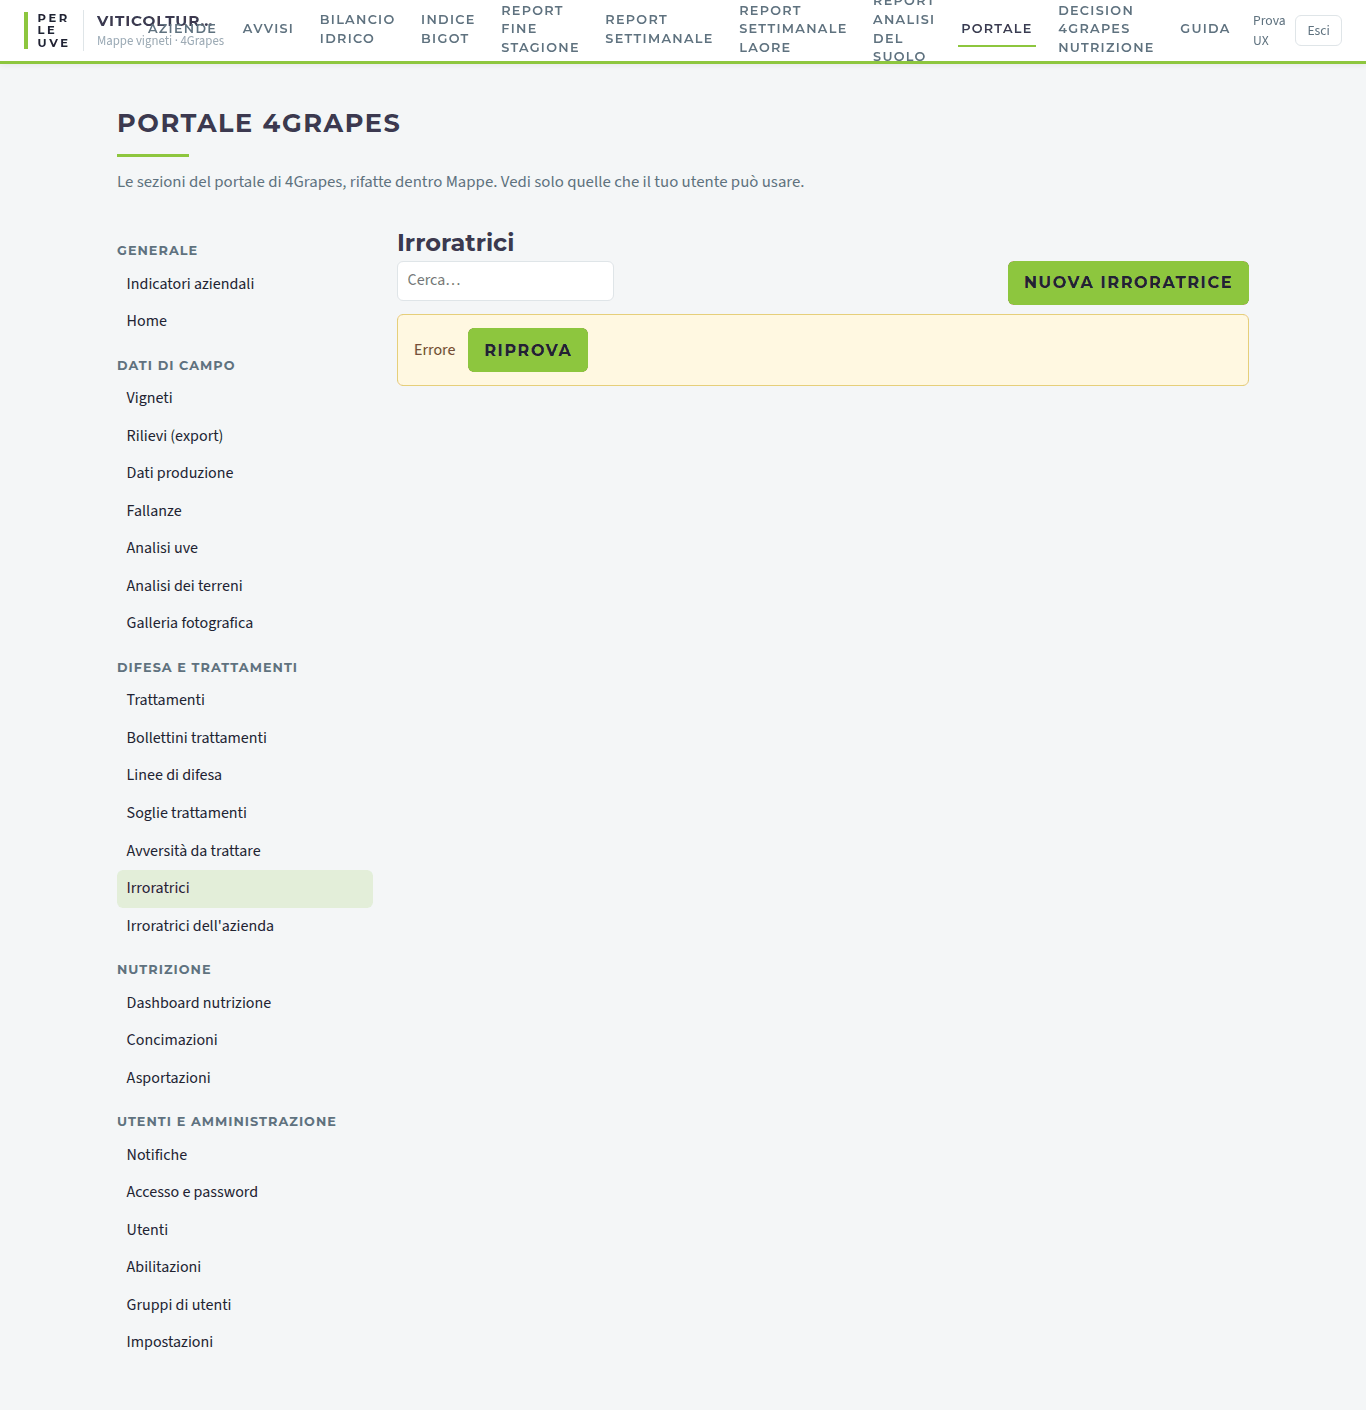 PER
LE
UVE
VITICOLTUR…
Mappe vigneti · 4Grapes
AZIENDE
AVVISI
BILANCIO
IDRICO
INDICE
BIGOT
REPORT
FINE
STAGIONE
REPORT
SETTIMANALE
REPORT
SETTIMANALE
LAORE
REPORT
ANALISI
DEL
SUOLO
PORTALE
DECISION
4GRAPES
NUTRIZIONE
GUIDA
Prova
UX
Esci
PORTALE 4GRAPES
Le sezioni del portale di 4Grapes, rifatte dentro Mappe. Vedi solo quelle che il tuo utente può usare.
GENERALE
Indicatori aziendali
Home
DATI DI CAMPO
Vigneti
Rilievi (export)
Dati produzione
Fallanze
Analisi uve
Analisi dei terreni
Galleria fotografica
DIFESA E TRATTAMENTI
Trattamenti
Bollettini trattamenti
Linee di difesa
Soglie trattamenti
Avversità da trattare
Irroratrici
Irroratrici dell'azienda
NUTRIZIONE
Dashboard nutrizione
Concimazioni
Asportazioni
UTENTI E AMMINISTRAZIONE
Notifiche
Accesso e password
Utenti
Abilitazioni
Gruppi di utenti
Impostazioni
Irroratrici
Cerca…
NUOVA IRRORATRICE
Errore
RIPROVA